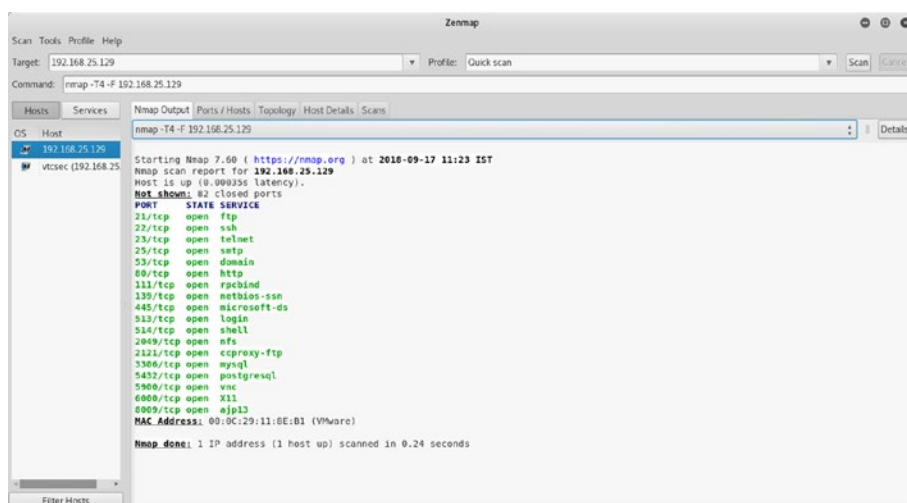 Zenmap
Scan Tools Profile Help
Target: 192.168.25.129 Profile: Quick scan Scan Cancel
Command: nmap -T4 -F 192.168.25.129
Hosts Services Nmap Output Ports / Hosts Topology Host Details Scans
OS Host
nmap -T4 -F 192.168.25.129 Details
192.168.25.129
vtcsec (192.168.25
Starting Nmap 7.60 ( https://nmap.org ) at 2018-09-17 11:23 IST
Nmap scan report for 192.168.25.129
Host is up (0.00035s latency).
Not shown: 82 closed ports
PORT STATE SERVICE
21/tcp open ftp
22/tcp open ssh
23/tcp open telnet
25/tcp open smtp
53/tcp open domain
80/tcp open http
111/tcp open rpcbind
139/tcp open netbios-ssn
445/tcp open microsoft-ds
513/tcp open login
514/tcp open shell
2049/tcp open nfs
2121/tcp open ccproxy-ftp
3306/tcp open mysql
5432/tcp open postgresql
5900/tcp open vnc
6000/tcp open X11
8009/tcp open ajp13
MAC Address: 00:0C:29:11:8E:B1 (VMware)
Nmap done: 1 IP address (1 host up) scanned in 0.24 seconds
Filter Hosts